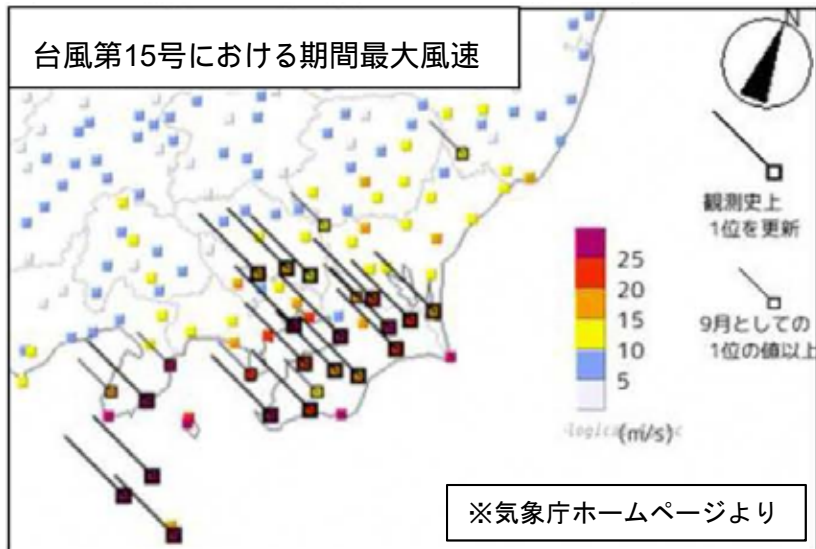 台風第15号における期間最大風速
N
観測史上
1位を更新
25
20
15
10
5
(m/s)
9月としての
1位の値以上
※気象庁ホームページより